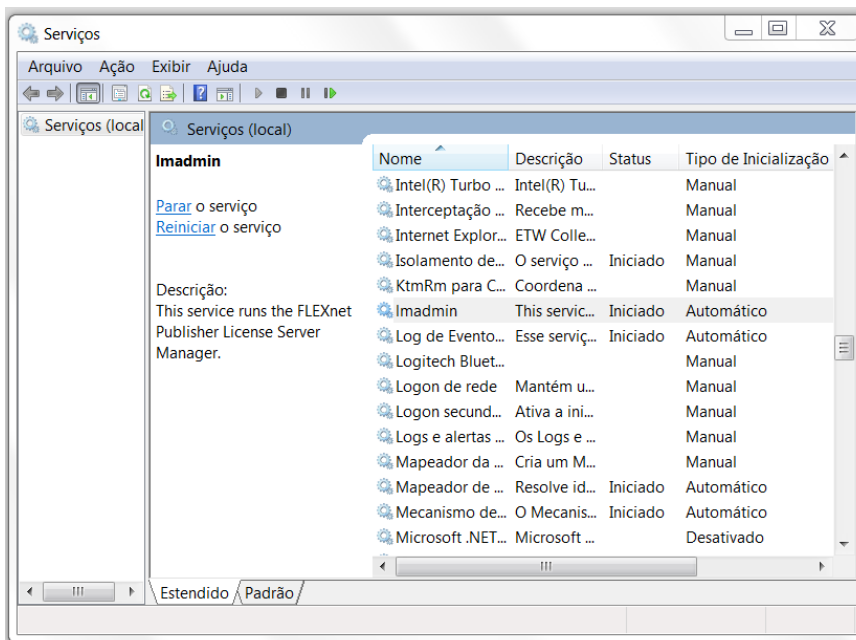 Serviços
Arquivo Ação Exibir Ajuda
Serviços (local
Serviços (local)
lmadmin
Parar o serviço
Reiniciar o serviço
Descrição:
This service runs the FLEXnet
Publisher License Server
Manager.
Nome Descrição Status Tipo de Inicialização
Intel(R) Turbo ... Intel(R) Tu... Manual
Interceptação ... Recebe m... Manual
Internet Explor... ETW Colle... Manual
Isolamento de... O serviço ... Iniciado Manual
KtmRm para C... Coordena ... Manual
lmadmin This servic... Iniciado Automático
Log de Evento... Esse serviç... Iniciado Automático
Logitech Bluet... Manual
Logon de rede Mantém u... Manual
Logon secund... Ativa a ini... Manual
Logs e alertas ... Os Logs e ... Manual
Mapeador da ... Cria um M... Manual
Mapeador de ... Resolve id... Iniciado Automático
Mecanismo de... O Mecanis... Iniciado Automático
Microsoft .NET... Microsoft ... Desativado
Estendido Padrão